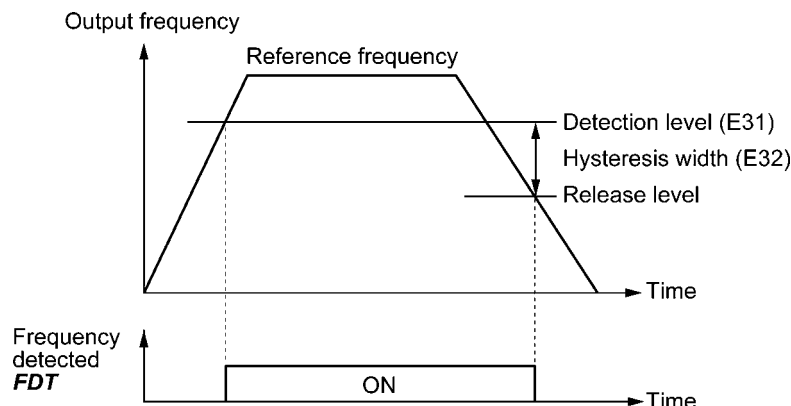 Output frequency
Reference frequency
Detection level (E31)
Hysteresis width (E32)
Release level
Time
Frequency
detected
FDT
ON
Time